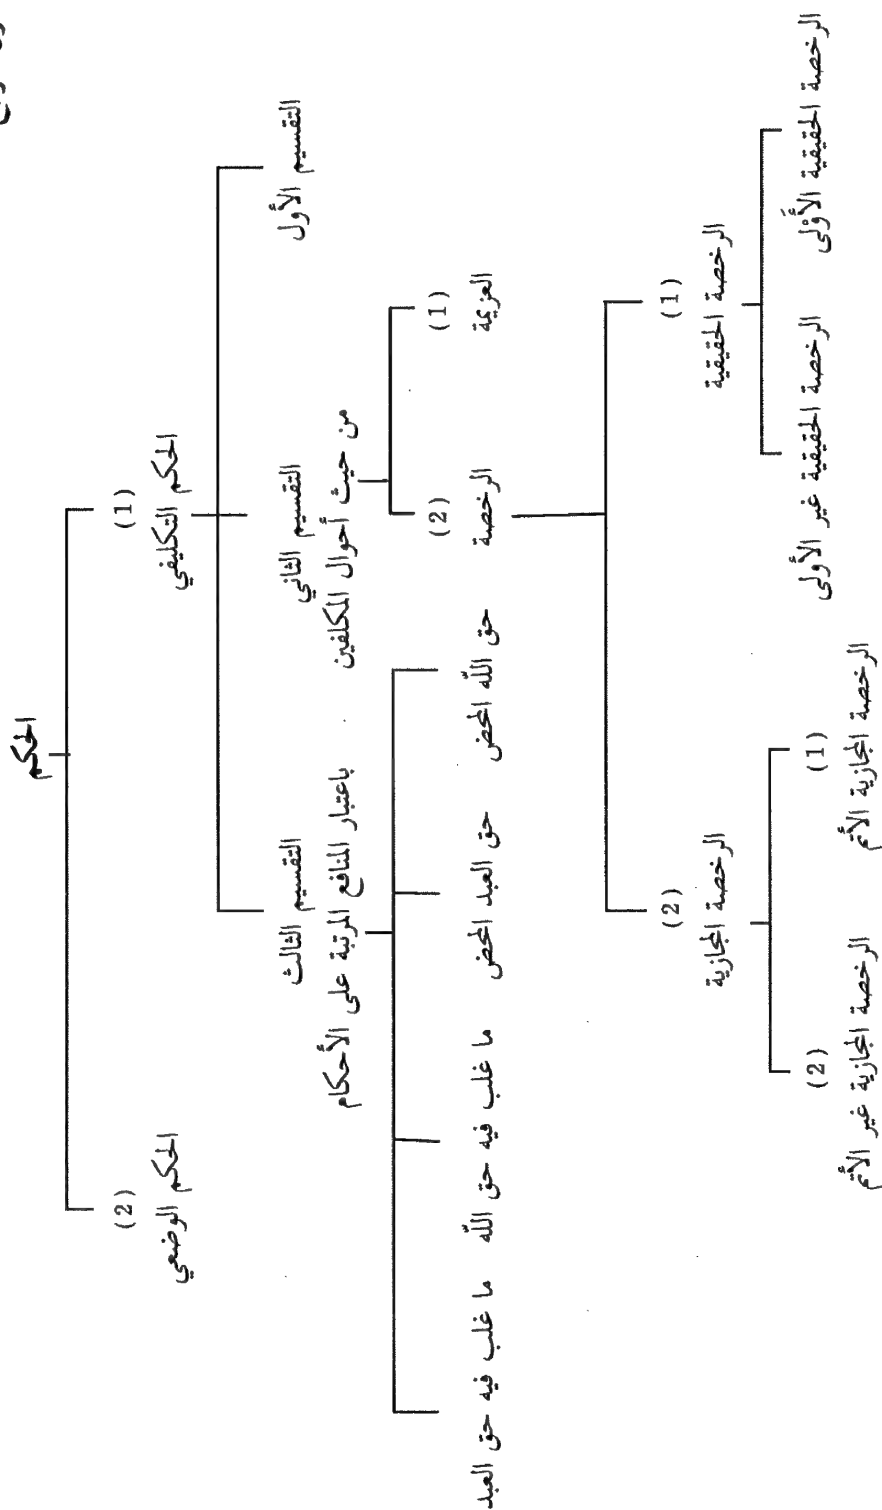 الحكم
(1)
الحكم التكليفي
(2)
الحكم الوضعي
التقسيم الأول
التقسيم الثاني
من حيث أحوال المكلفين
التقسيم الثالث
باعتبار المنافع المرتبة على الأحكام
(1)
العزيمة
(2)
الرخصة
حق الله المحض
حق العبد المحض
ما غلب فيه حق الله
ما غلب فيه حق العبد
(1)
الرخصة الحقيقية
(2)
الرخصة المجازية
الرخصة الحقيقية الأَوْلى
الرخصة الحقيقية غير الأولى
(1)
الرخصة المجازية الأتم
(2)
الرخصة المجازية غير الأتم